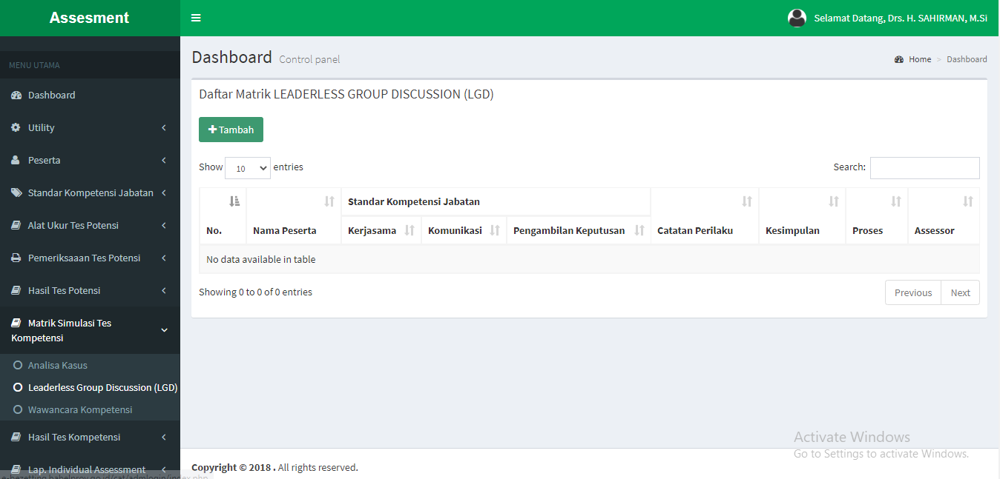 Assesment
Selamat Datang, Drs. H. SAHIRMAN, M.Si
MENU UTAMA
Dashboard
Utility
Peserta
Standar Kompetensi Jabatan
Alat Ukur Tes Potensi
Pemeriksaaan Tes Potensi
Hasil Tes Potensi
Matrik Simulasi Tes
Kompetensi
Analisa Kasus
Leaderless Group Discussion (LGD)
Wawancara Kompetensi
Hasil Tes Kompetensi
Lap. Individual Assessment
Dashboard Control panel
Home > Dashboard
Daftar Matrik LEADERLESS GROUP DISCUSSION (LGD)
Tambah
Show 10 entries
Search:
Standar Kompetensi Jabatan
No. Nama Peserta Kerjasama Komunikasi Pengambilan Keputusan Catatan Perilaku Kesimpulan Proses Assessor
No data available in table
Showing 0 to 0 of 0 entries
Previous Next
Activate Windows
Go to Settings to activate Windows.
Copyright © 2018 . All rights reserved.